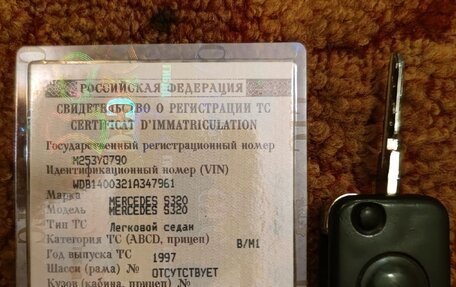 РОССИЙСКАЯ ФЕДЕРАЦИЯ
СВИДЕТЕЛЬСТВО О РЕГИСТРАЦИИ ТС
CERTIFICAT D'IMMATRICULATION
Государственный регистрационный номер
М253УО790
Идентификационный номер (VIN)
WDB1400321A347961
Марка MERCEDES S320
Модель MERCEDES S320
Тип ТС Легковой седан
Категория ТС (ABCD, прицеп) B/M1
Год выпуска ТС 1997
Шасси (рама) № ОТСУТСТВУЕТ
Кузов (кабина, прицеп) №